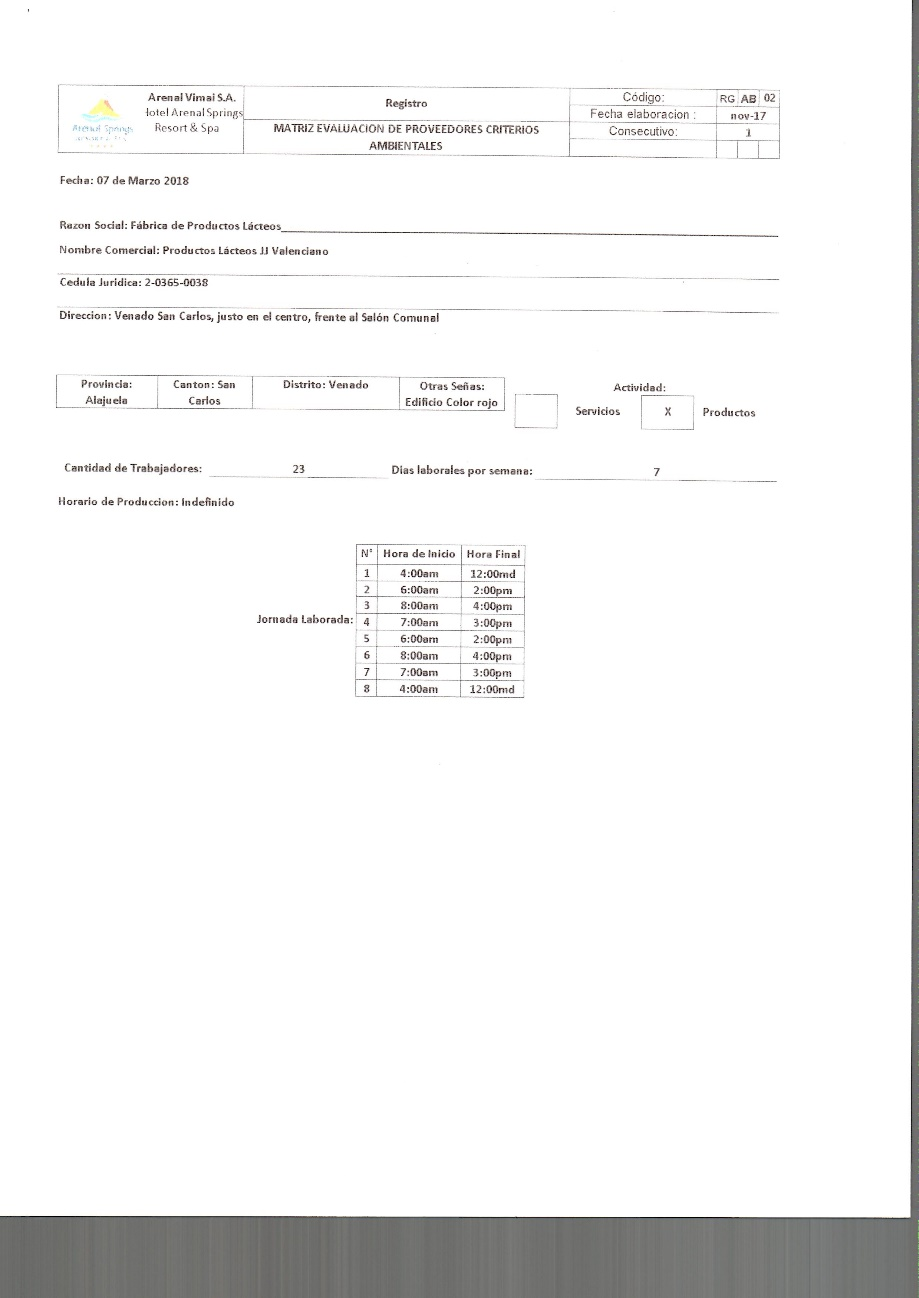 Arenal Springs
Arenal Vimai S.A.
Hotel Arenal Springs
Resort & Spa
Registro
MATRIZ EVALUACION DE PROVEEDORES CRITERIOS
AMBIENTALES
Código: RG AB 02
Fecha elaboracion : nov-17
Consecutivo: 1
Fecha: 07 de Marzo 2018
Razon Social: Fábrica de Productos Lácteos
Nombre Comercial: Productos Lácteos JJ Valenciano
Cedula Juridica: 2-0365-0038
Direccion: Venado San Carlos, justo en el centro, frente al Salón Comunal
Provincia:
Alajuela
Canton: San
Carlos
Distrito: Venado
Otras Señas:
Edificio Color rojo
Actividad:
Servicios X Productos
Cantidad de Trabajadores: 23 Dias laborales por semana: 7
Horario de Produccion: Indefinido
Jornada Laborada:
N° Hora de Inicio Hora Final
1 4:00am 12:00md
2 6:00am 2:00pm
3 8:00am 4:00pm
4 7:00am 3:00pm
5 6:00am 2:00pm
6 8:00am 4:00pm
7 7:00am 3:00pm
8 4:00am 12:00md